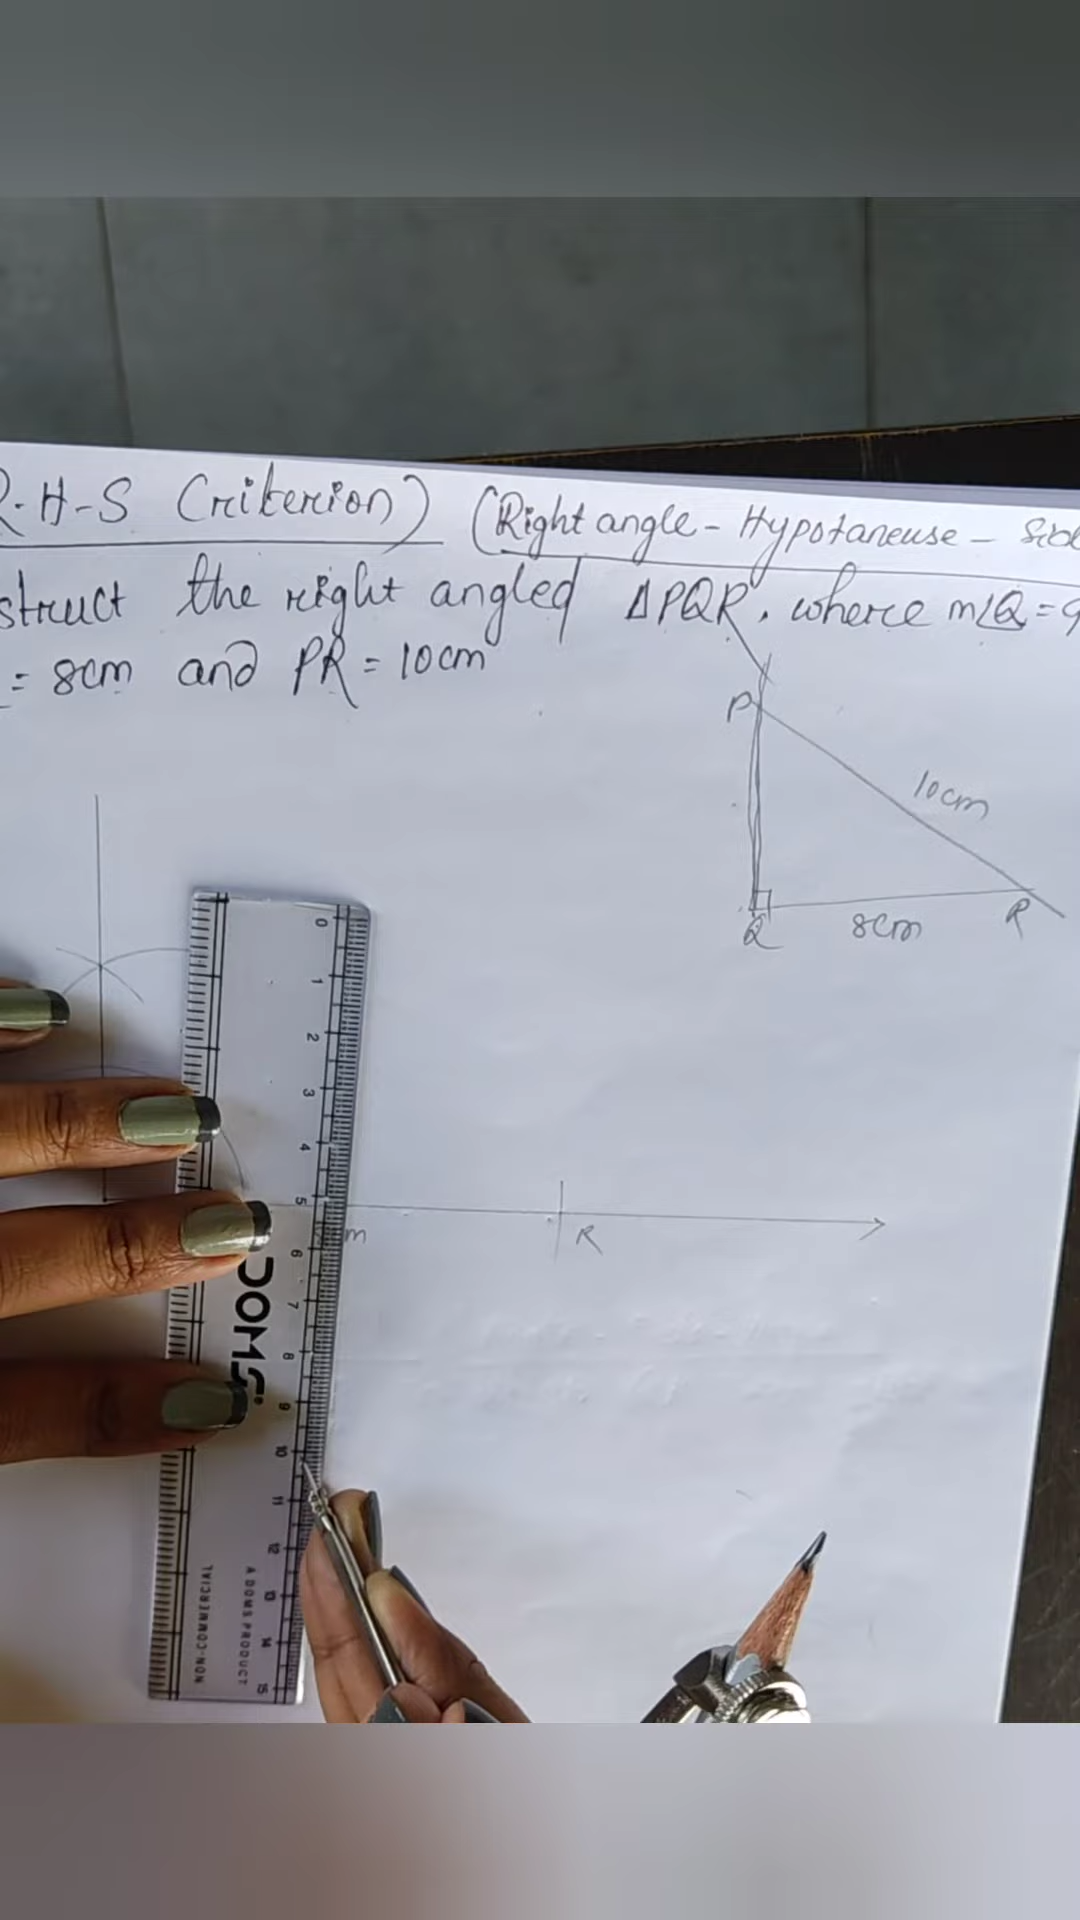 R-H-S Criterion) (Right angle - Hypotaneuse - Side
struct the right angled ΔPQR, where m∠Q = 9
= 8cm and PR = 10cm
P
10cm
Q 8cm R
m R
0 1 2 3 4 5 6 7 8 9 10 11 12 13 14 15
DOMS
A DOMS PRODUCT
NON-COMMERCIAL